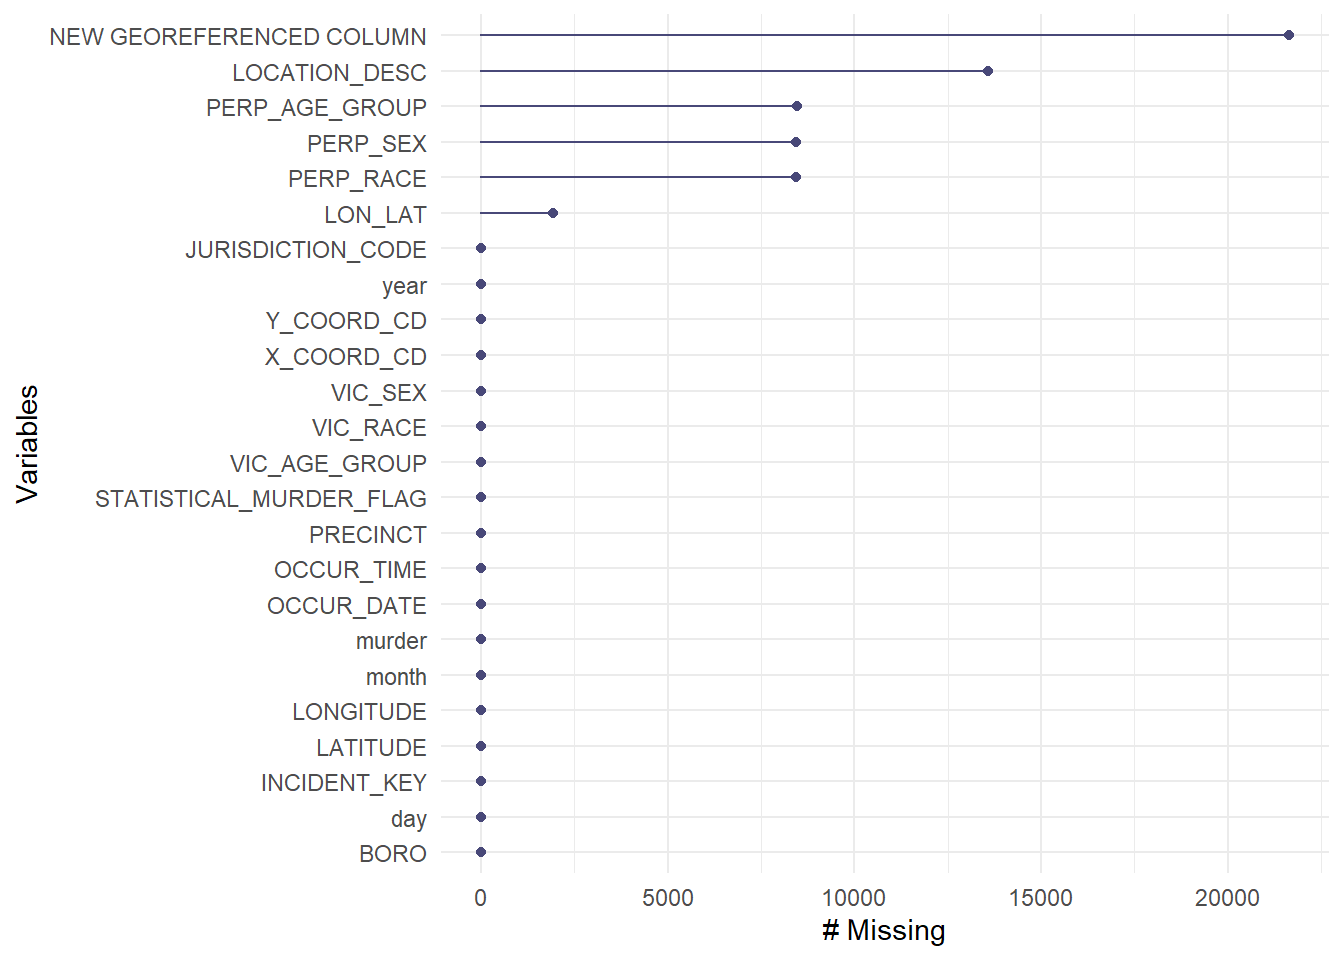 NEW GEOREFERENCED COLUMN
LOCATION_DESC
PERP_AGE_GROUP
PERP_SEX
PERP_RACE
LON_LAT
JURISDICTION_CODE
year
Y_COORD_CD
X_COORD_CD
VIC_SEX
VIC_RACE
VIC_AGE_GROUP
STATISTICAL_MURDER_FLAG
PRECINCT
OCCUR_TIME
OCCUR_DATE
murder
month
LONGITUDE
LATITUDE
INCIDENT_KEY
day
BORO
Variables
0 5000 10000 15000 20000
# Missing